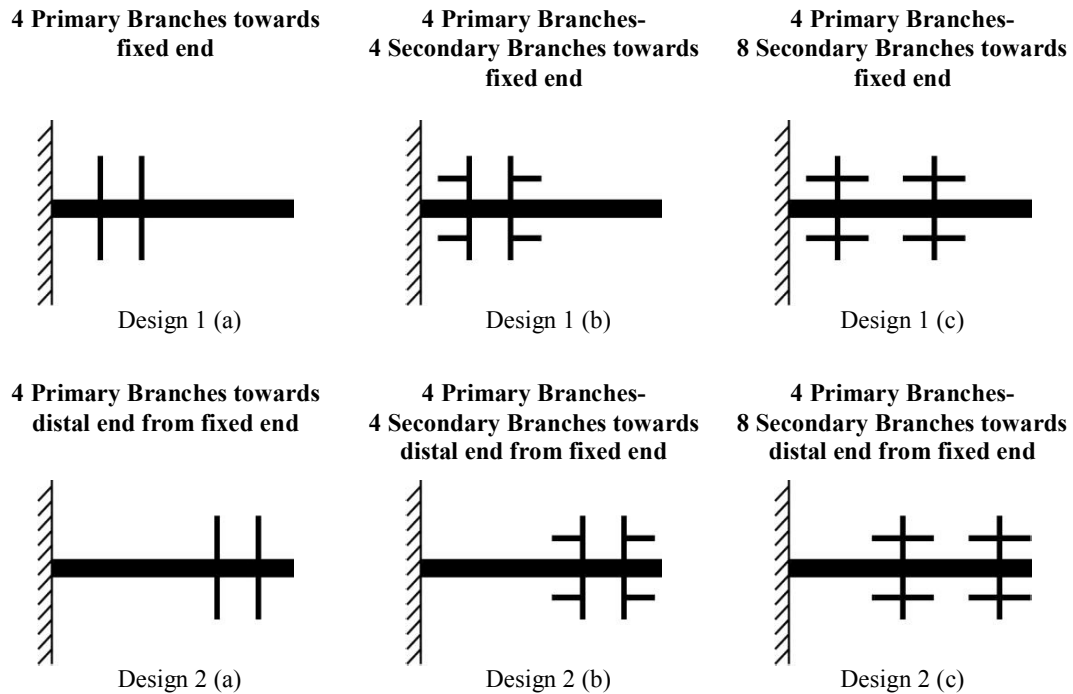 4 Primary Branches towards
fixed end
4 Primary Branches-
4 Secondary Branches towards
fixed end
4 Primary Branches-
8 Secondary Branches towards
fixed end
Design 1 (a)
Design 1 (b)
Design 1 (c)
4 Primary Branches towards
distal end from fixed end
4 Primary Branches-
4 Secondary Branches towards
distal end from fixed end
4 Primary Branches-
8 Secondary Branches towards
distal end from fixed end
Design 2 (a)
Design 2 (b)
Design 2 (c)